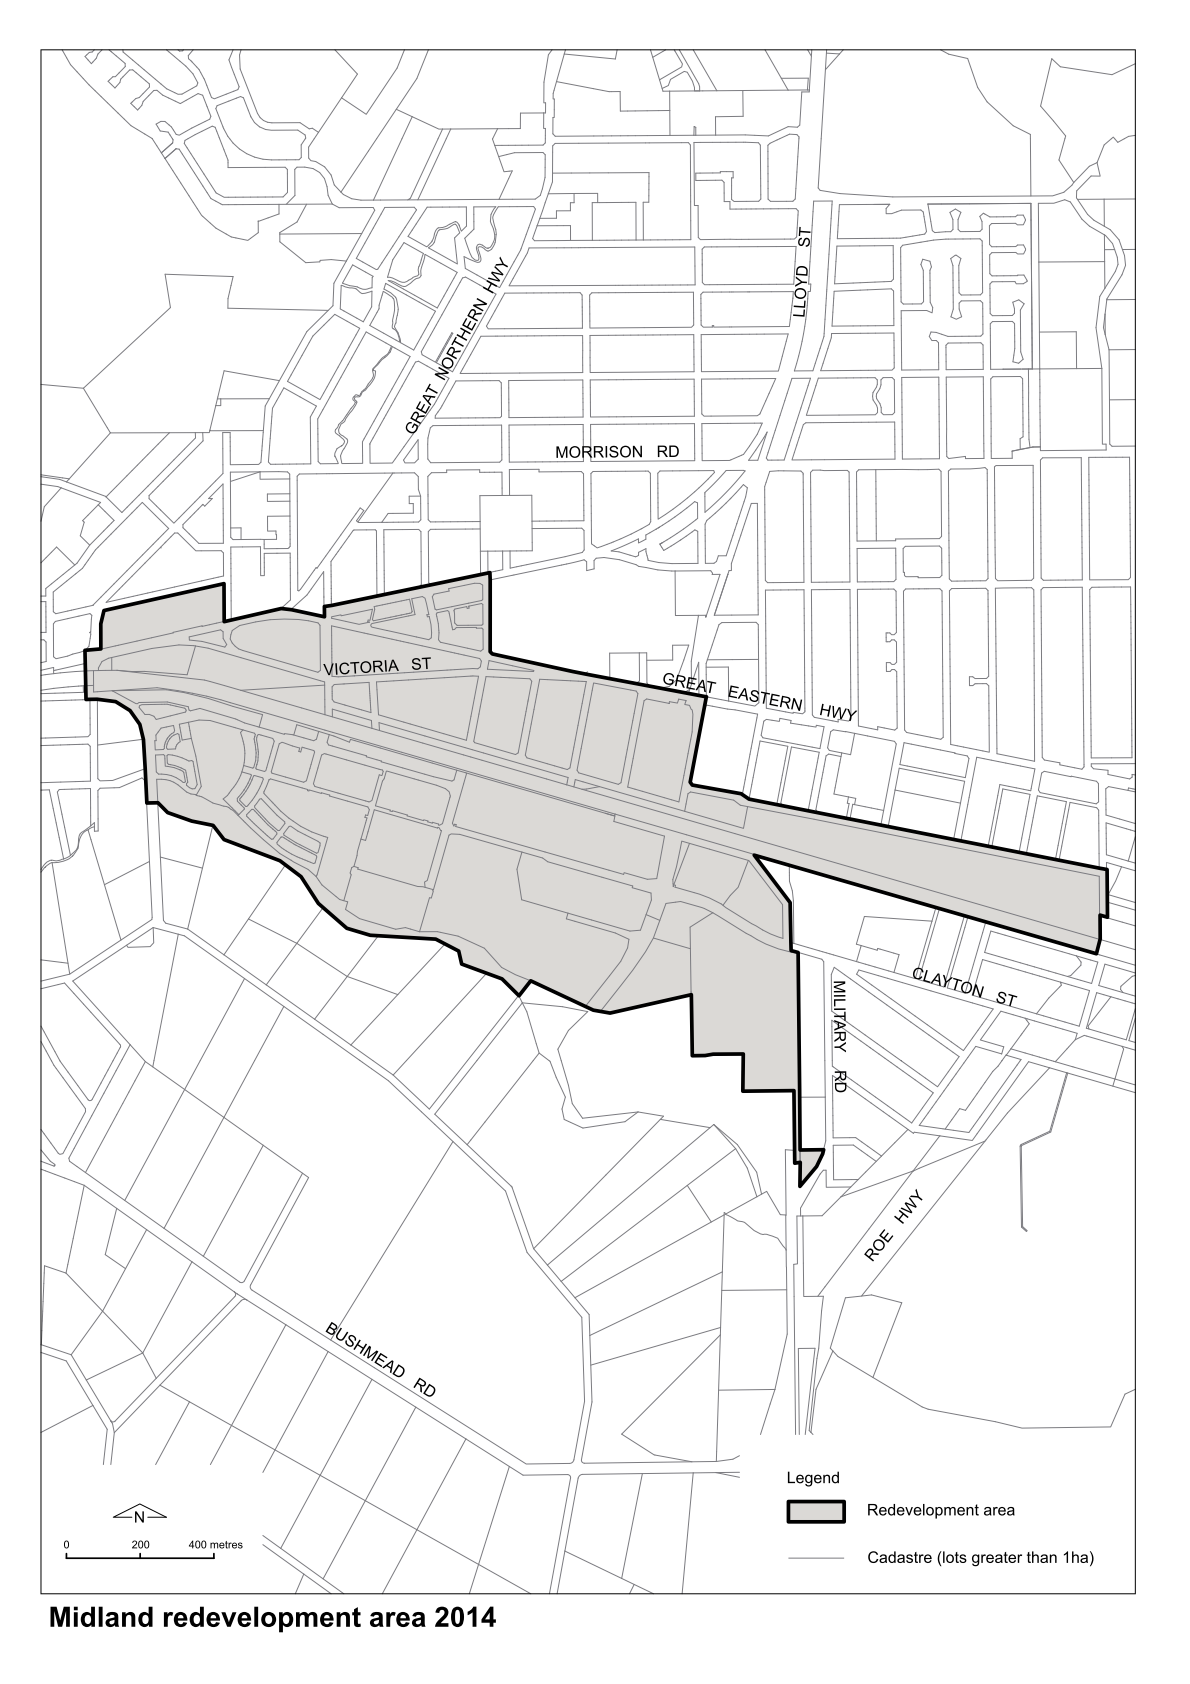 LLOYD ST
GREAT NORTHERN HWY
MORRISON RD
VICTORIA ST
GREAT EASTERN HWY
CLAYTON ST
MILITARY RD
ROE HWY
BUSHMEAD RD
Legend
Redevelopment area
Cadastre (lots greater than 1ha)
N
0 200 400 metres
Midland redevelopment area 2014